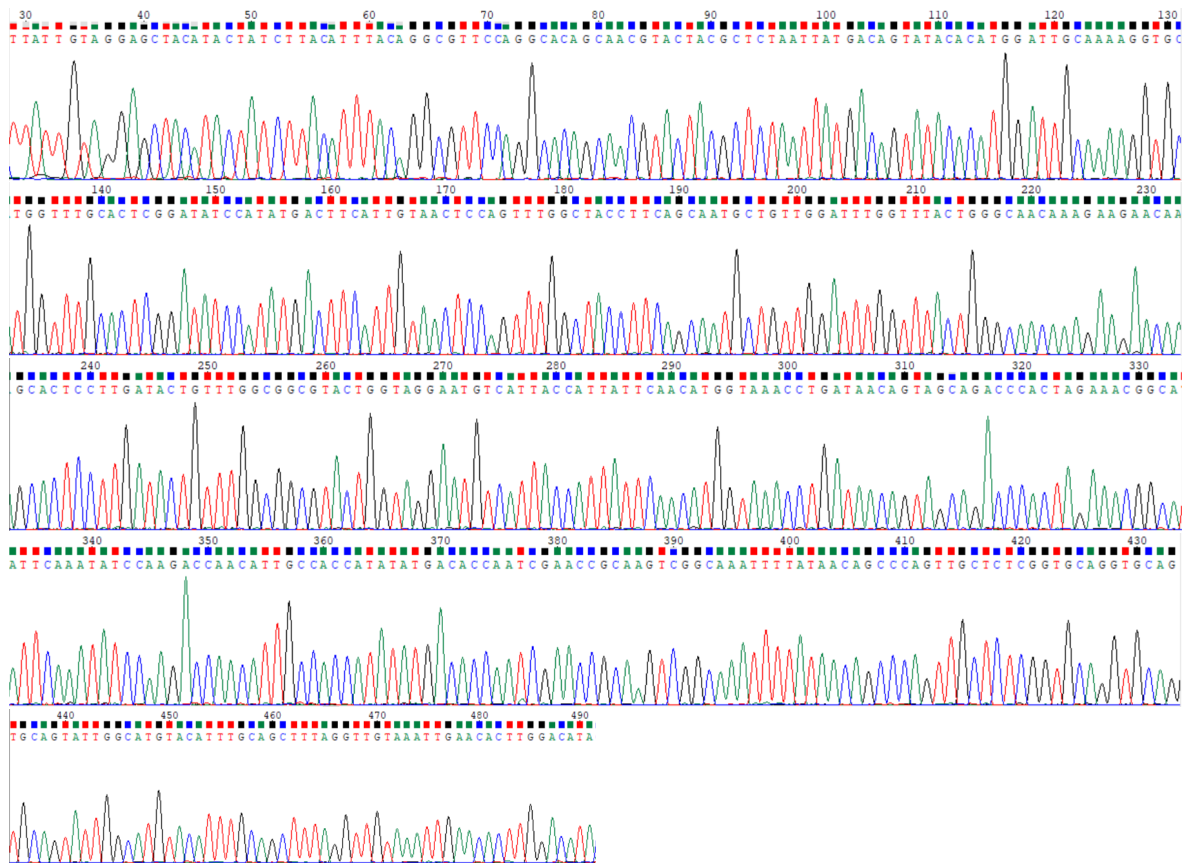 30 40 50 60 70 80 90 100 110 120 130
TTATTGTAGGAGCTACATACTATCTTACATTTACAGGCGTTCCAGGCACAGCAACGTACTACGCTCTAATTATGACAGTATACACATGGATTGCAAAAGGTGC
140 150 160 170 180 190 200 210 220 230
TGGTTTGCACTCGGATATCCATATGACTTCATTGTAACTCCAGTTTGGCTACCTTCAGCAATGCTGTTGGATTTGGTTTACTGGGCAACAAAGAAGAACAA
240 250 260 270 280 290 300 310 320 330
GCACTCCTTGATACTGTTTGGCGGCGTACTGGTAGGAATGTCATTACCATTATTCAACATGGTAAACCTGATAACAGTAGCAGACCCACTAGAAACGGCA
340 350 360 370 380 390 400 410 420 430
ATTCAAATATCCAAGACCAACATTGCCACCATATATGACACCAATCGAACCGCAAGTCGGCAAATTTTATAACAGCCCAGTTGCTCTCGGTGCAGGTGCAG
440 450 460 470 480 490
TGCAGTATTGGCATGTACATTTGCAGCTTTAGGTTGTAAATTGAACACTTGGACATA